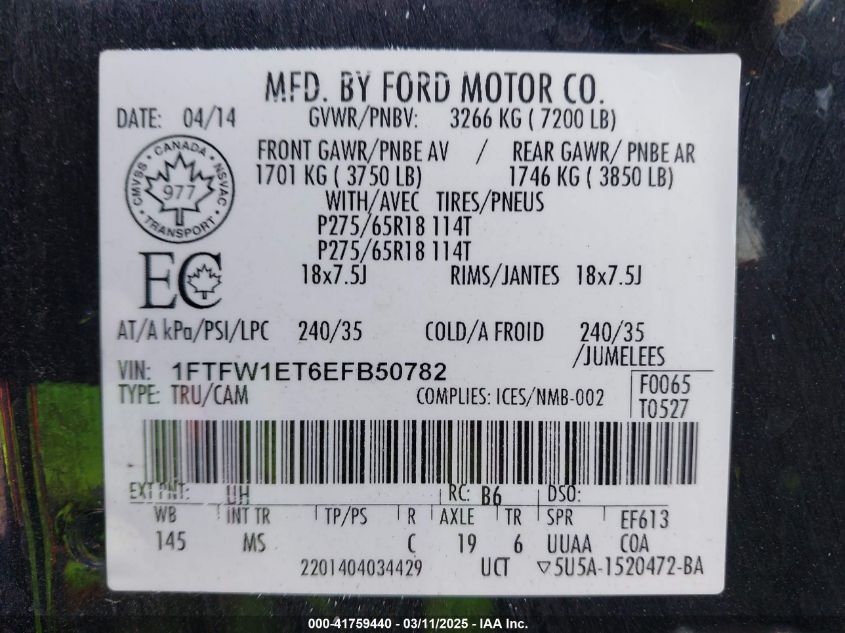 MFD. BY FORD MOTOR CO.
DATE: 04/14 GVWR/PNBV: 3266 KG ( 7200 LB)
FRONT GAWR/PNBE AV / REAR GAWR/ PNBE AR
1701 KG ( 3750 LB) 1746 KG ( 3850 LB)
WITH/AVEC TIRES/PNEUS
P275/65R18 114T
P275/65R18 114T
18x7.5J RIMS/JANTES 18x7.5J
CANADA
CMVSS NSVAC
977
TRANSPORT
EC
AT/A kPa/PSI/LPC 240/35 COLD/A FROID 240/35
/JUMELEES
VIN: 1FTFW1ET6EFB50782
TYPE: TRU/CAM COMPLIES: ICES/NMB-002
F0065
T0527
EXT PNT: UH RC: B6 DSO:
WB INT TR TP/PS R AXLE TR SPR EF613
145 MS C 19 6 UUAA COA
2201404034429 UCT ▽5U5A-1520472-BA
000-41759440 - 03/11/2025 - IAA Inc.